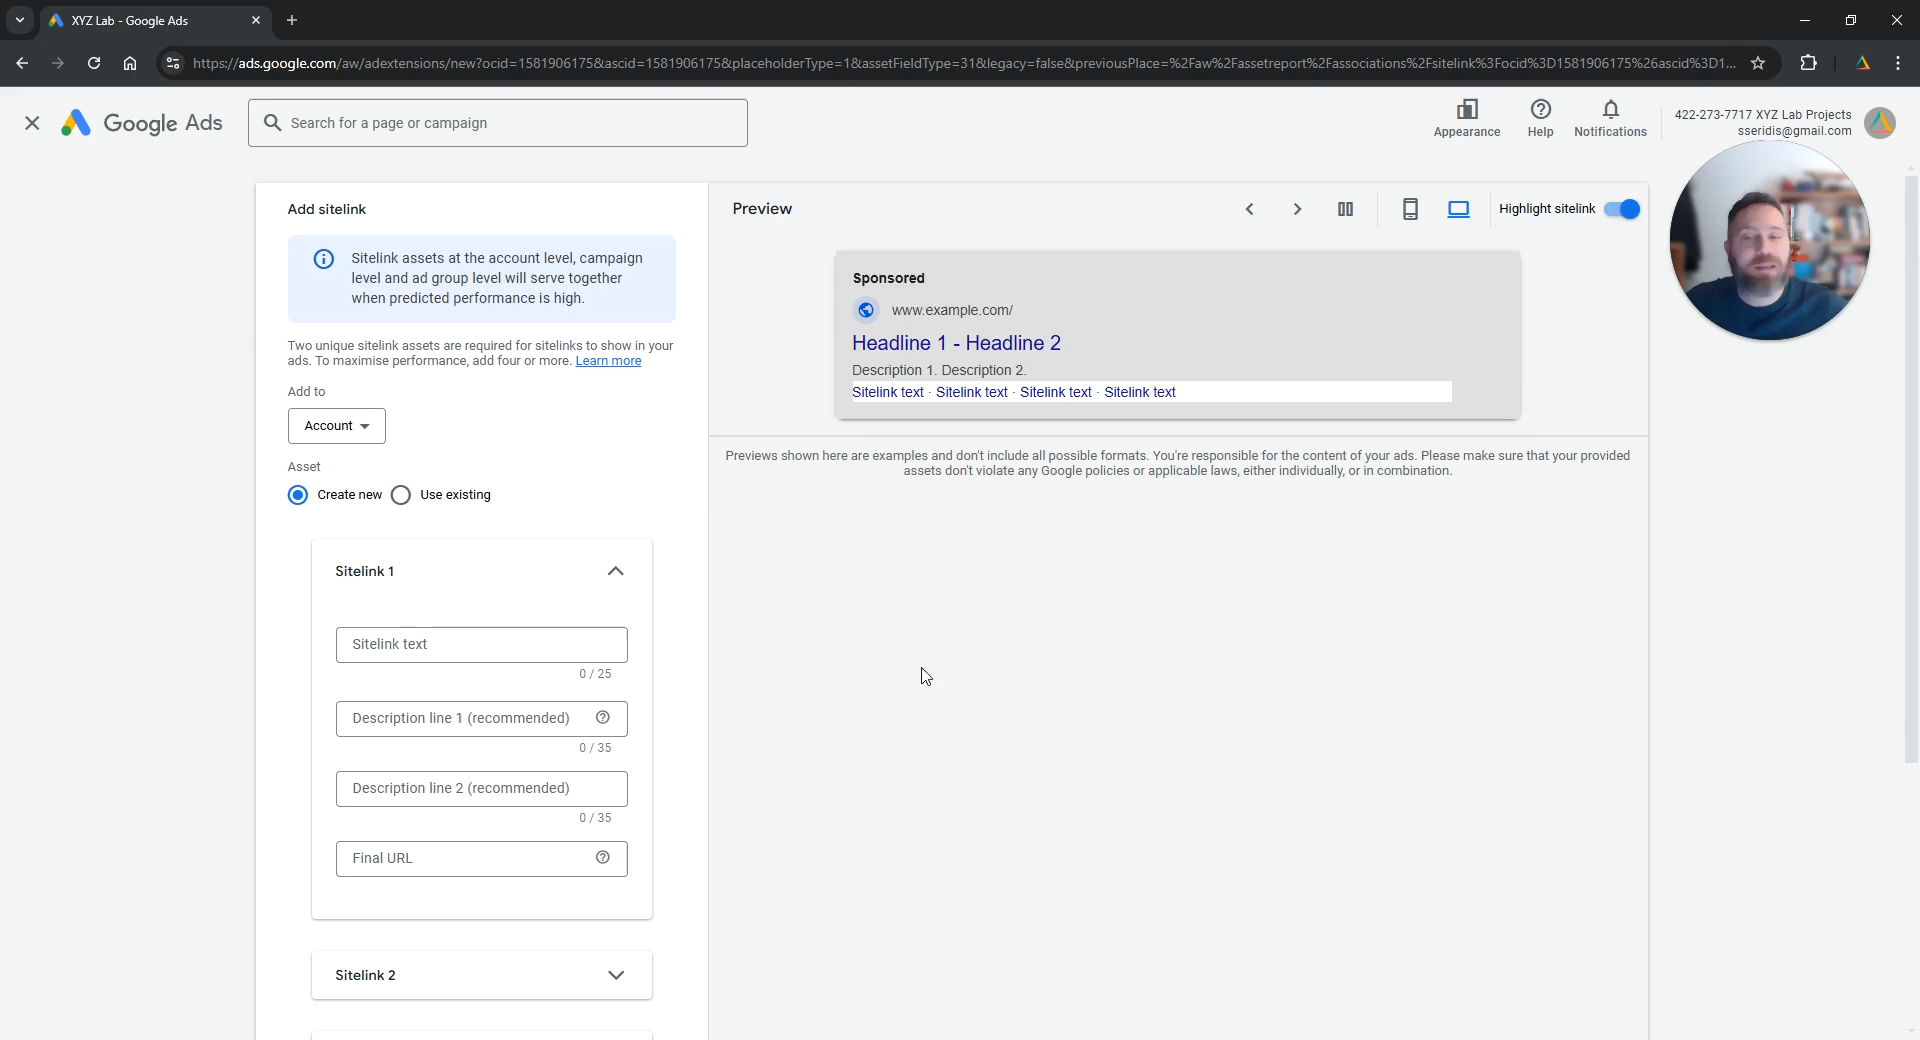 XYZ Lab - Google Ads
https://ads.google.com/aw/adextensions/new?ocid=1581906175&ascid=1581906175&placeholderType=1&assetFieldType=31&legacy=false&previousPlace=%2Faw%2Fassetreport%2Fassociations%2Fsitelink%3Focid%3D1581906175%26ascid%3D1...
Google Ads
Search for a page or campaign
Appearance
Help
Notifications
422-273-7717 XYZ Lab Projects
sseridis@gmail.com
Add sitelink
Sitelink assets at the account level, campaign
level and ad group level will serve together
when predicted performance is high.
Two unique sitelink assets are required for sitelinks to show in your
ads. To maximise performance, add four or more. Learn more
Add to
Account
Asset
Create new
Use existing
Sitelink 1
Sitelink text
0 / 25
Description line 1 (recommended)
0 / 35
Description line 2 (recommended)
0 / 35
Final URL
Sitelink 2
Preview
Highlight sitelink
Sponsored
www.example.com/
Headline 1 - Headline 2
Description 1. Description 2.
Sitelink text · Sitelink text · Sitelink text · Sitelink text
Previews shown here are examples and don't include all possible formats. You're responsible for the content of your ads. Please make sure that your provided
assets don't violate any Google policies or applicable laws, either individually, or in combination.